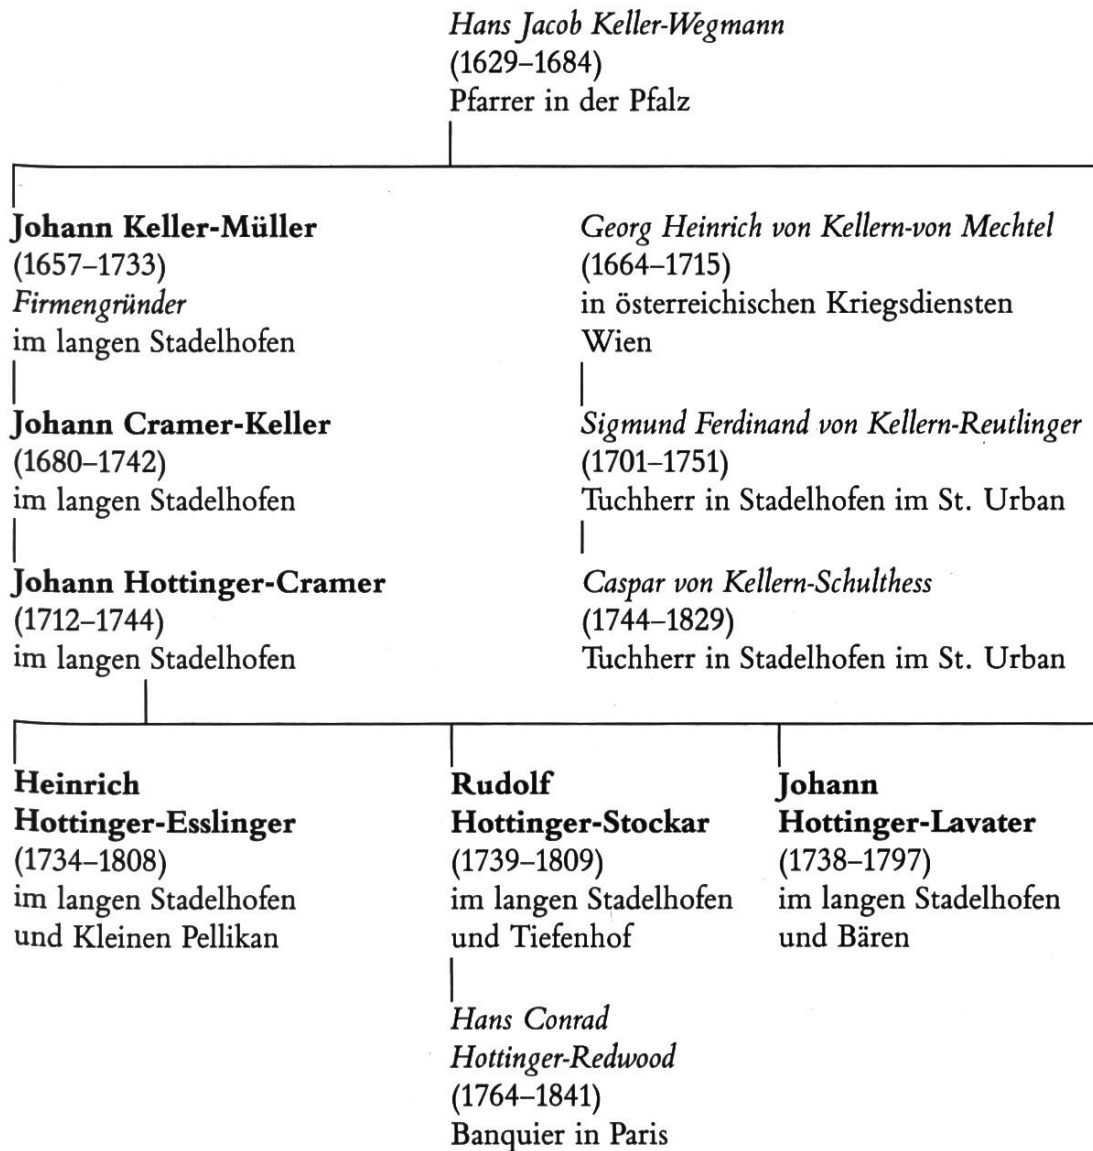 Hans Jacob Keller-Wegmann
(1629–1684)
Pfarrer in der Pfalz
Johann Keller-Müller
(1657–1733)
Firmengründer
im langen Stadelhofen
Georg Heinrich von Kellern-von Mechtel
(1664–1715)
in österreichischen Kriegsdiensten
Wien
Johann Cramer-Keller
(1680–1742)
im langen Stadelhofen
Sigmund Ferdinand von Kellern-Reutlinger
(1701–1751)
Tuchherr in Stadelhofen im St. Urban
Johann Hottinger-Cramer
(1712–1744)
im langen Stadelhofen
Caspar von Kellern-Schulthess
(1744–1829)
Tuchherr in Stadelhofen im St. Urban
Heinrich
Hottinger-Esslinger
(1734–1808)
im langen Stadelhofen
und Kleinen Pellikan
Rudolf
Hottinger-Stockar
(1739–1809)
im langen Stadelhofen
und Tiefenhof
Johann
Hottinger-Lavater
(1738–1797)
im langen Stadelhofen
und Bären
Hans Conrad
Hottinger-Redwood
(1764–1841)
Banquier in Paris